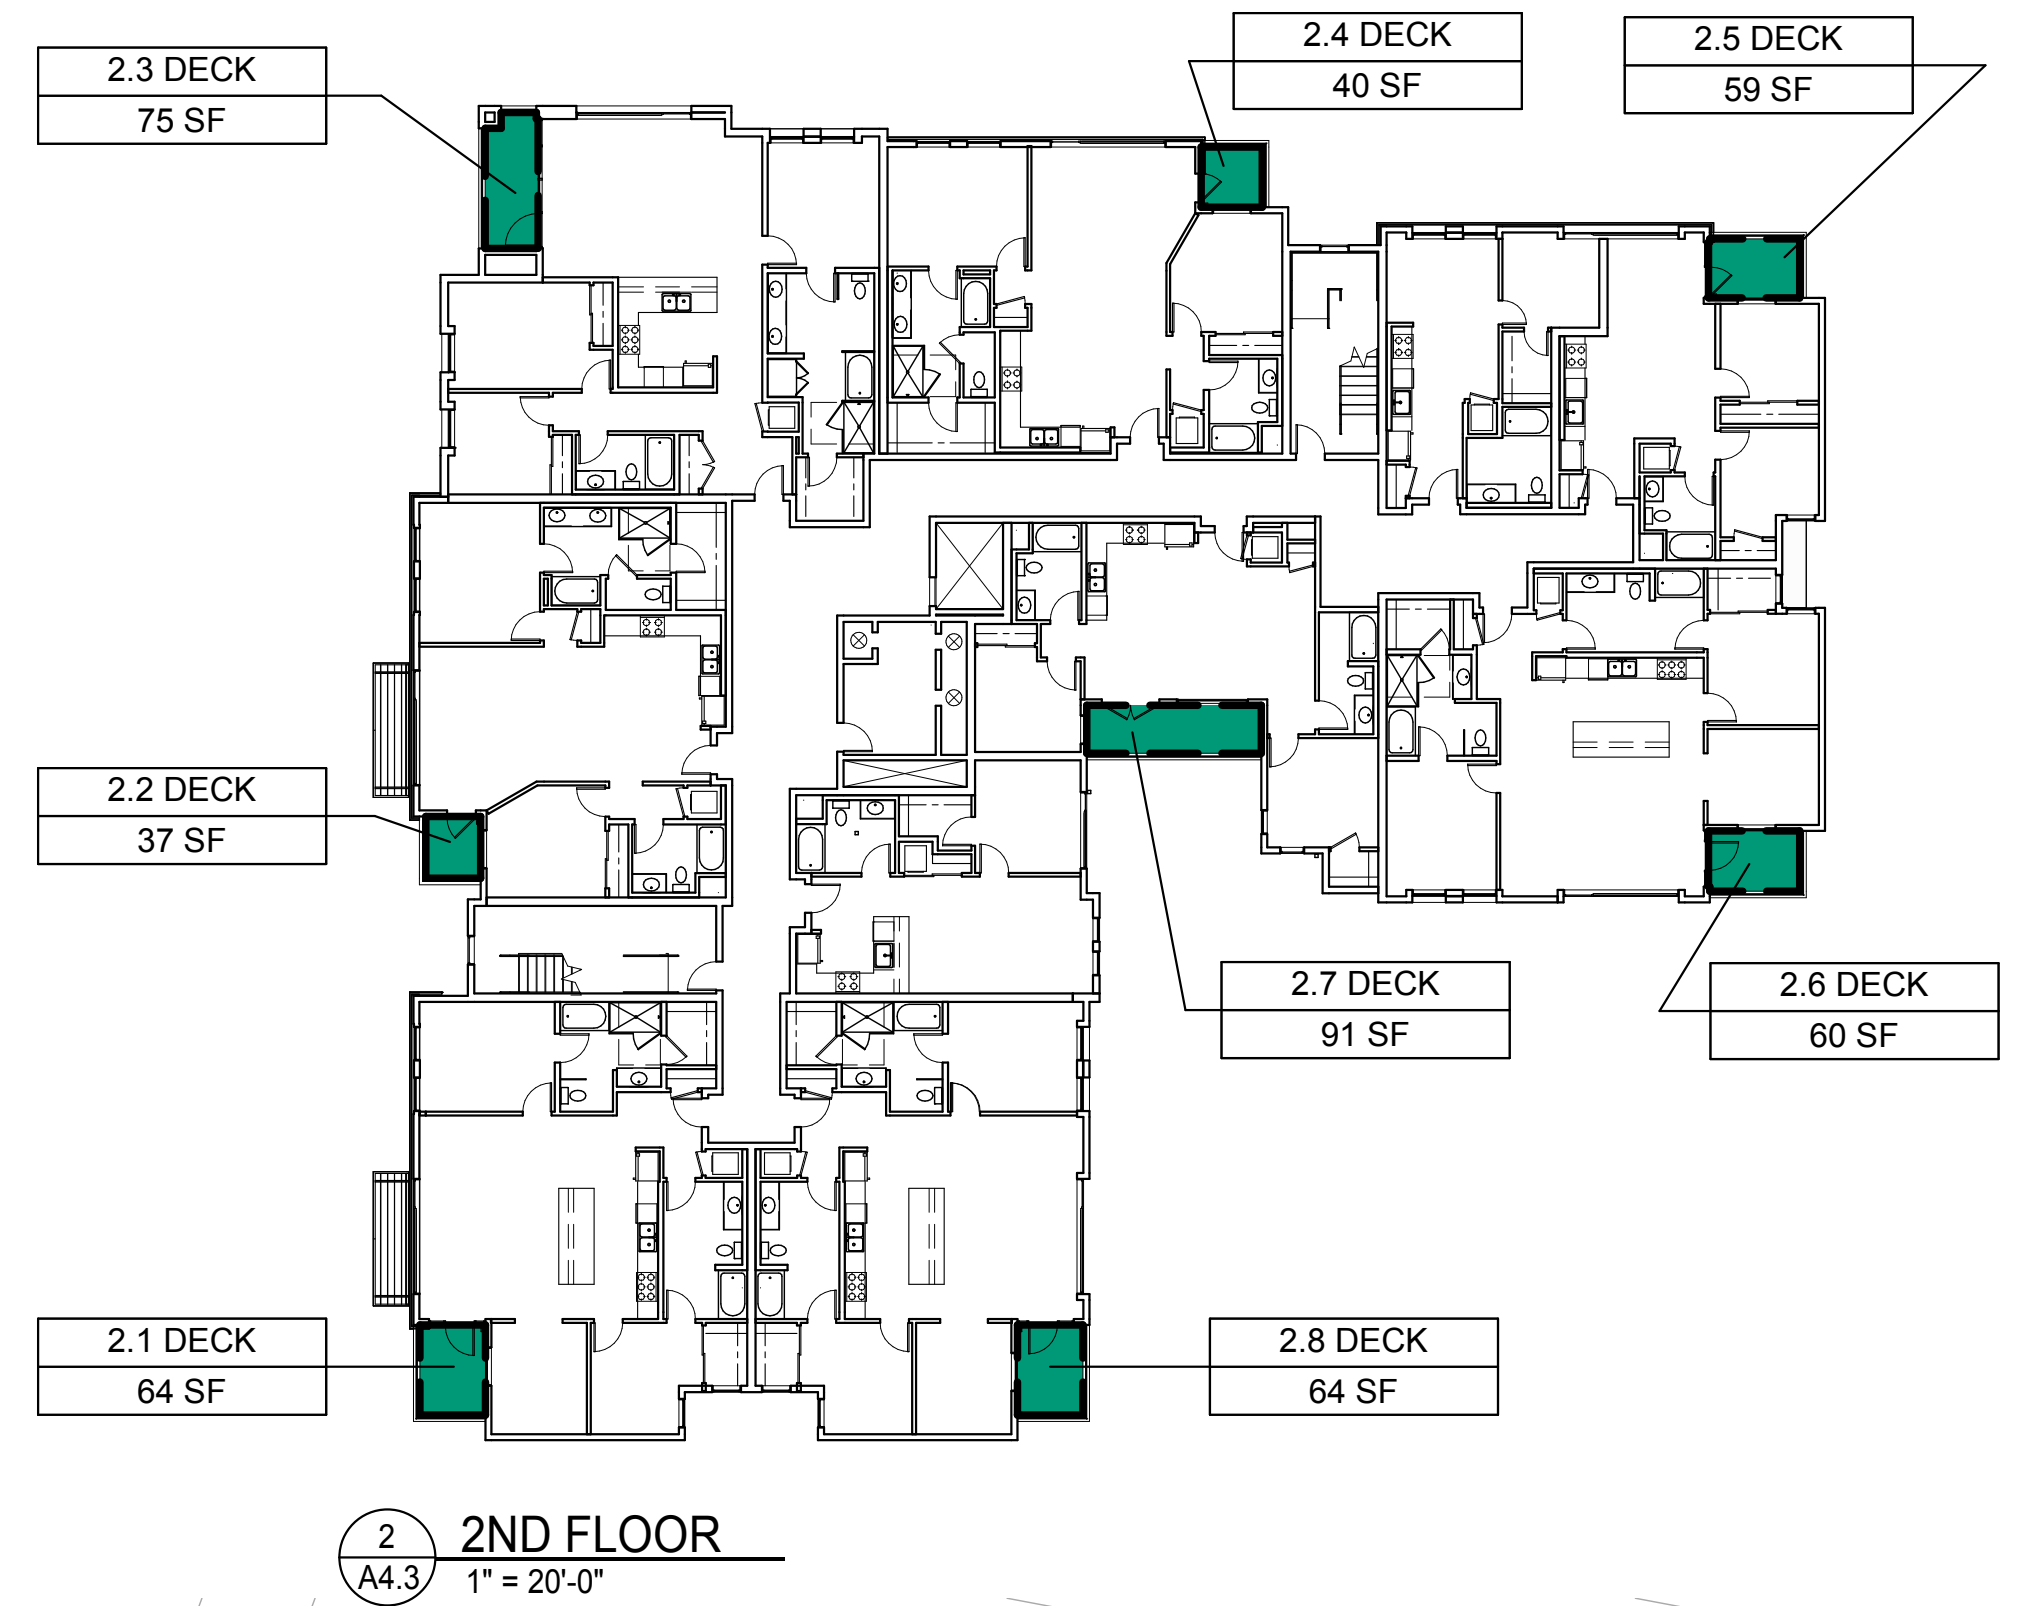 2.3 DECK
75 SF
2.4 DECK
40 SF
2.5 DECK
59 SF
2.2 DECK
37 SF
2.7 DECK
91 SF
2.6 DECK
60 SF
2.1 DECK
64 SF
2.8 DECK
64 SF
2
A4.3
2ND FLOOR
1" = 20'-0"